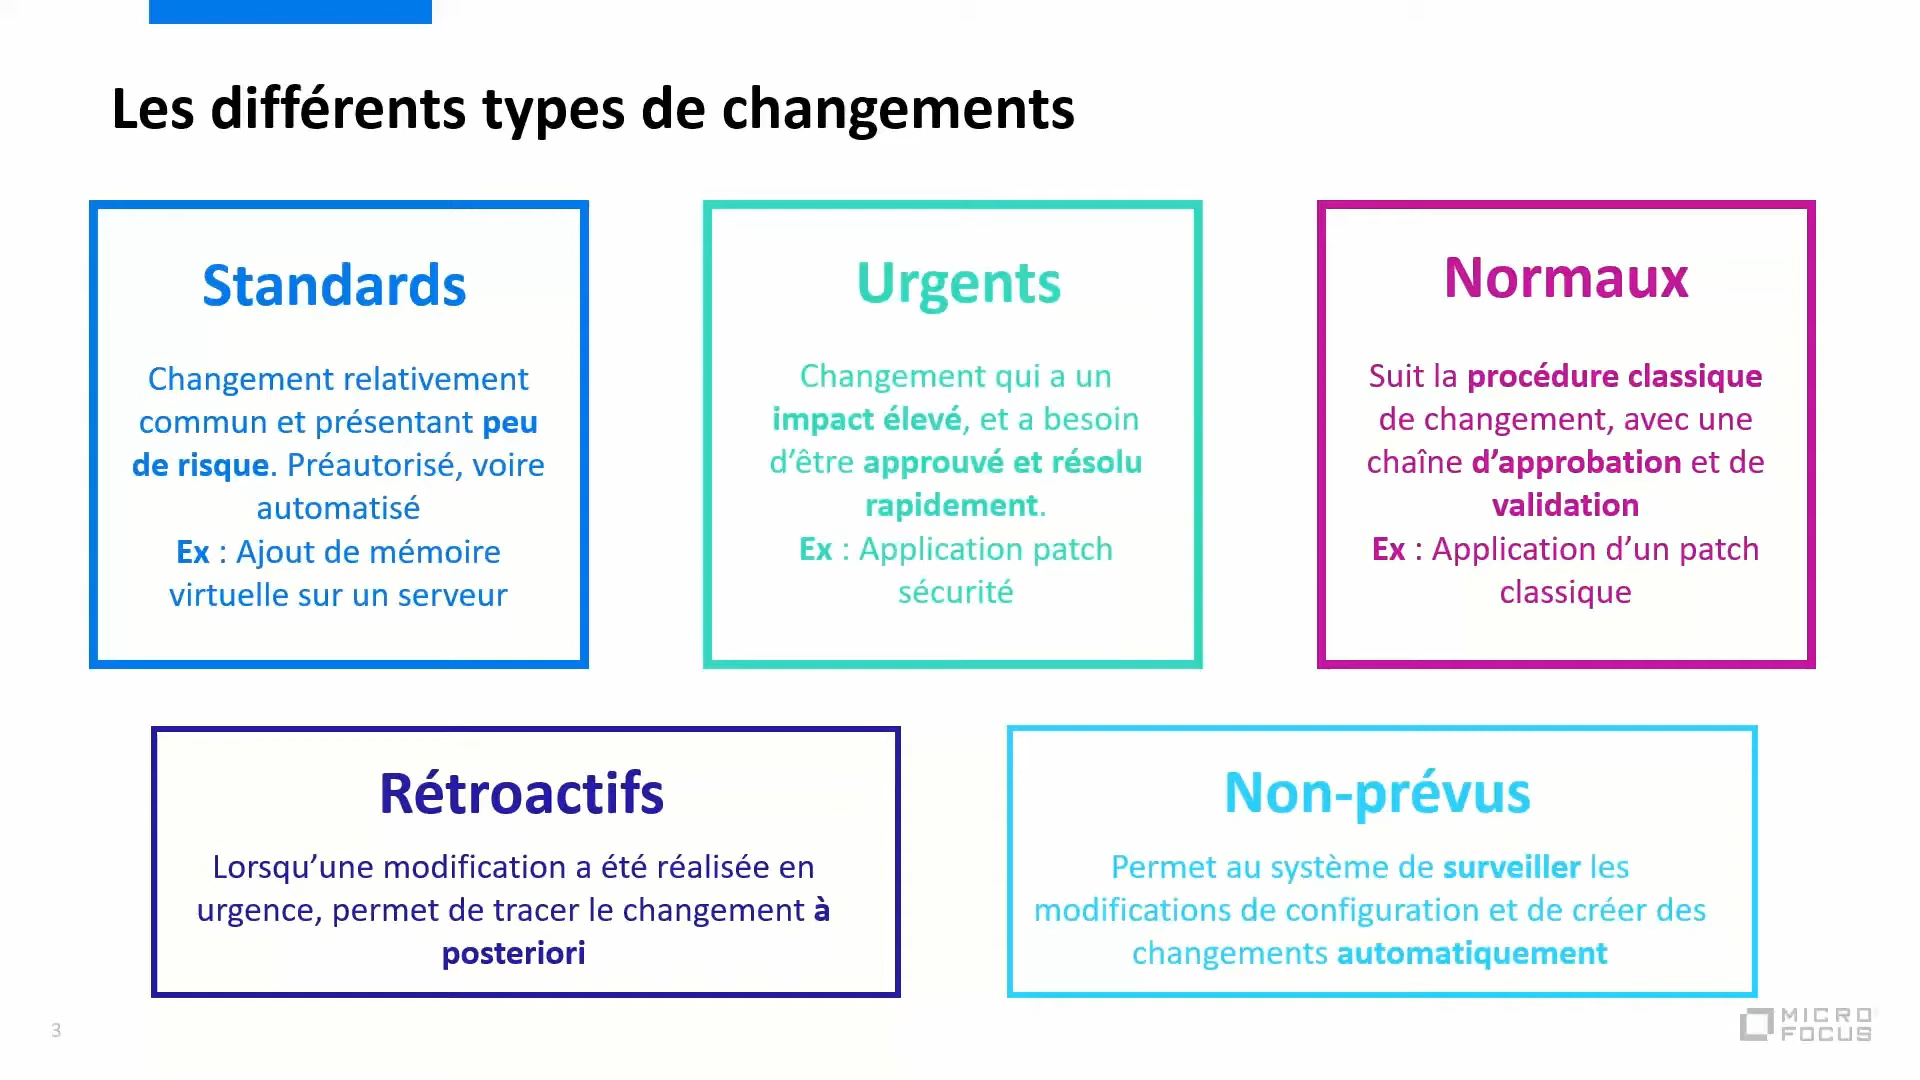 Les différents types de changements
Standards
Changement relativement
commun et présentant peu
de risque. Préautorisé, voire
automatisé
Ex : Ajout de mémoire
virtuelle sur un serveur
Urgents
Changement qui a un
impact élevé, et a besoin
d’être approuvé et résolu
rapidement.
Ex : Application patch
sécurité
Normaux
Suit la procédure classique
de changement, avec une
chaîne d’approbation et de
validation
Ex : Application d’un patch
classique
Rétroactifs
Lorsqu’une modification a été réalisée en
urgence, permet de tracer le changement à
posteriori
Non-prévus
Permet au système de surveiller les
modifications de configuration et de créer des
changements automatiquement
3
MICRO
FOCUS